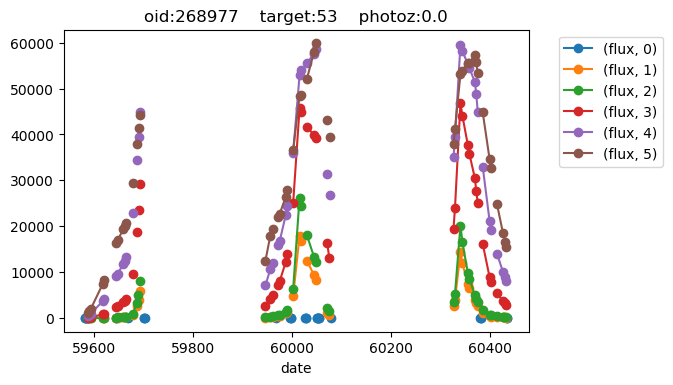 oid:268977    target:53    photoz:0.0
60000
50000
40000
30000
20000
10000
0
59600
59800
60000
60200
60400
date
(flux, 0)
(flux, 1)
(flux, 2)
(flux, 3)
(flux, 4)
(flux, 5)